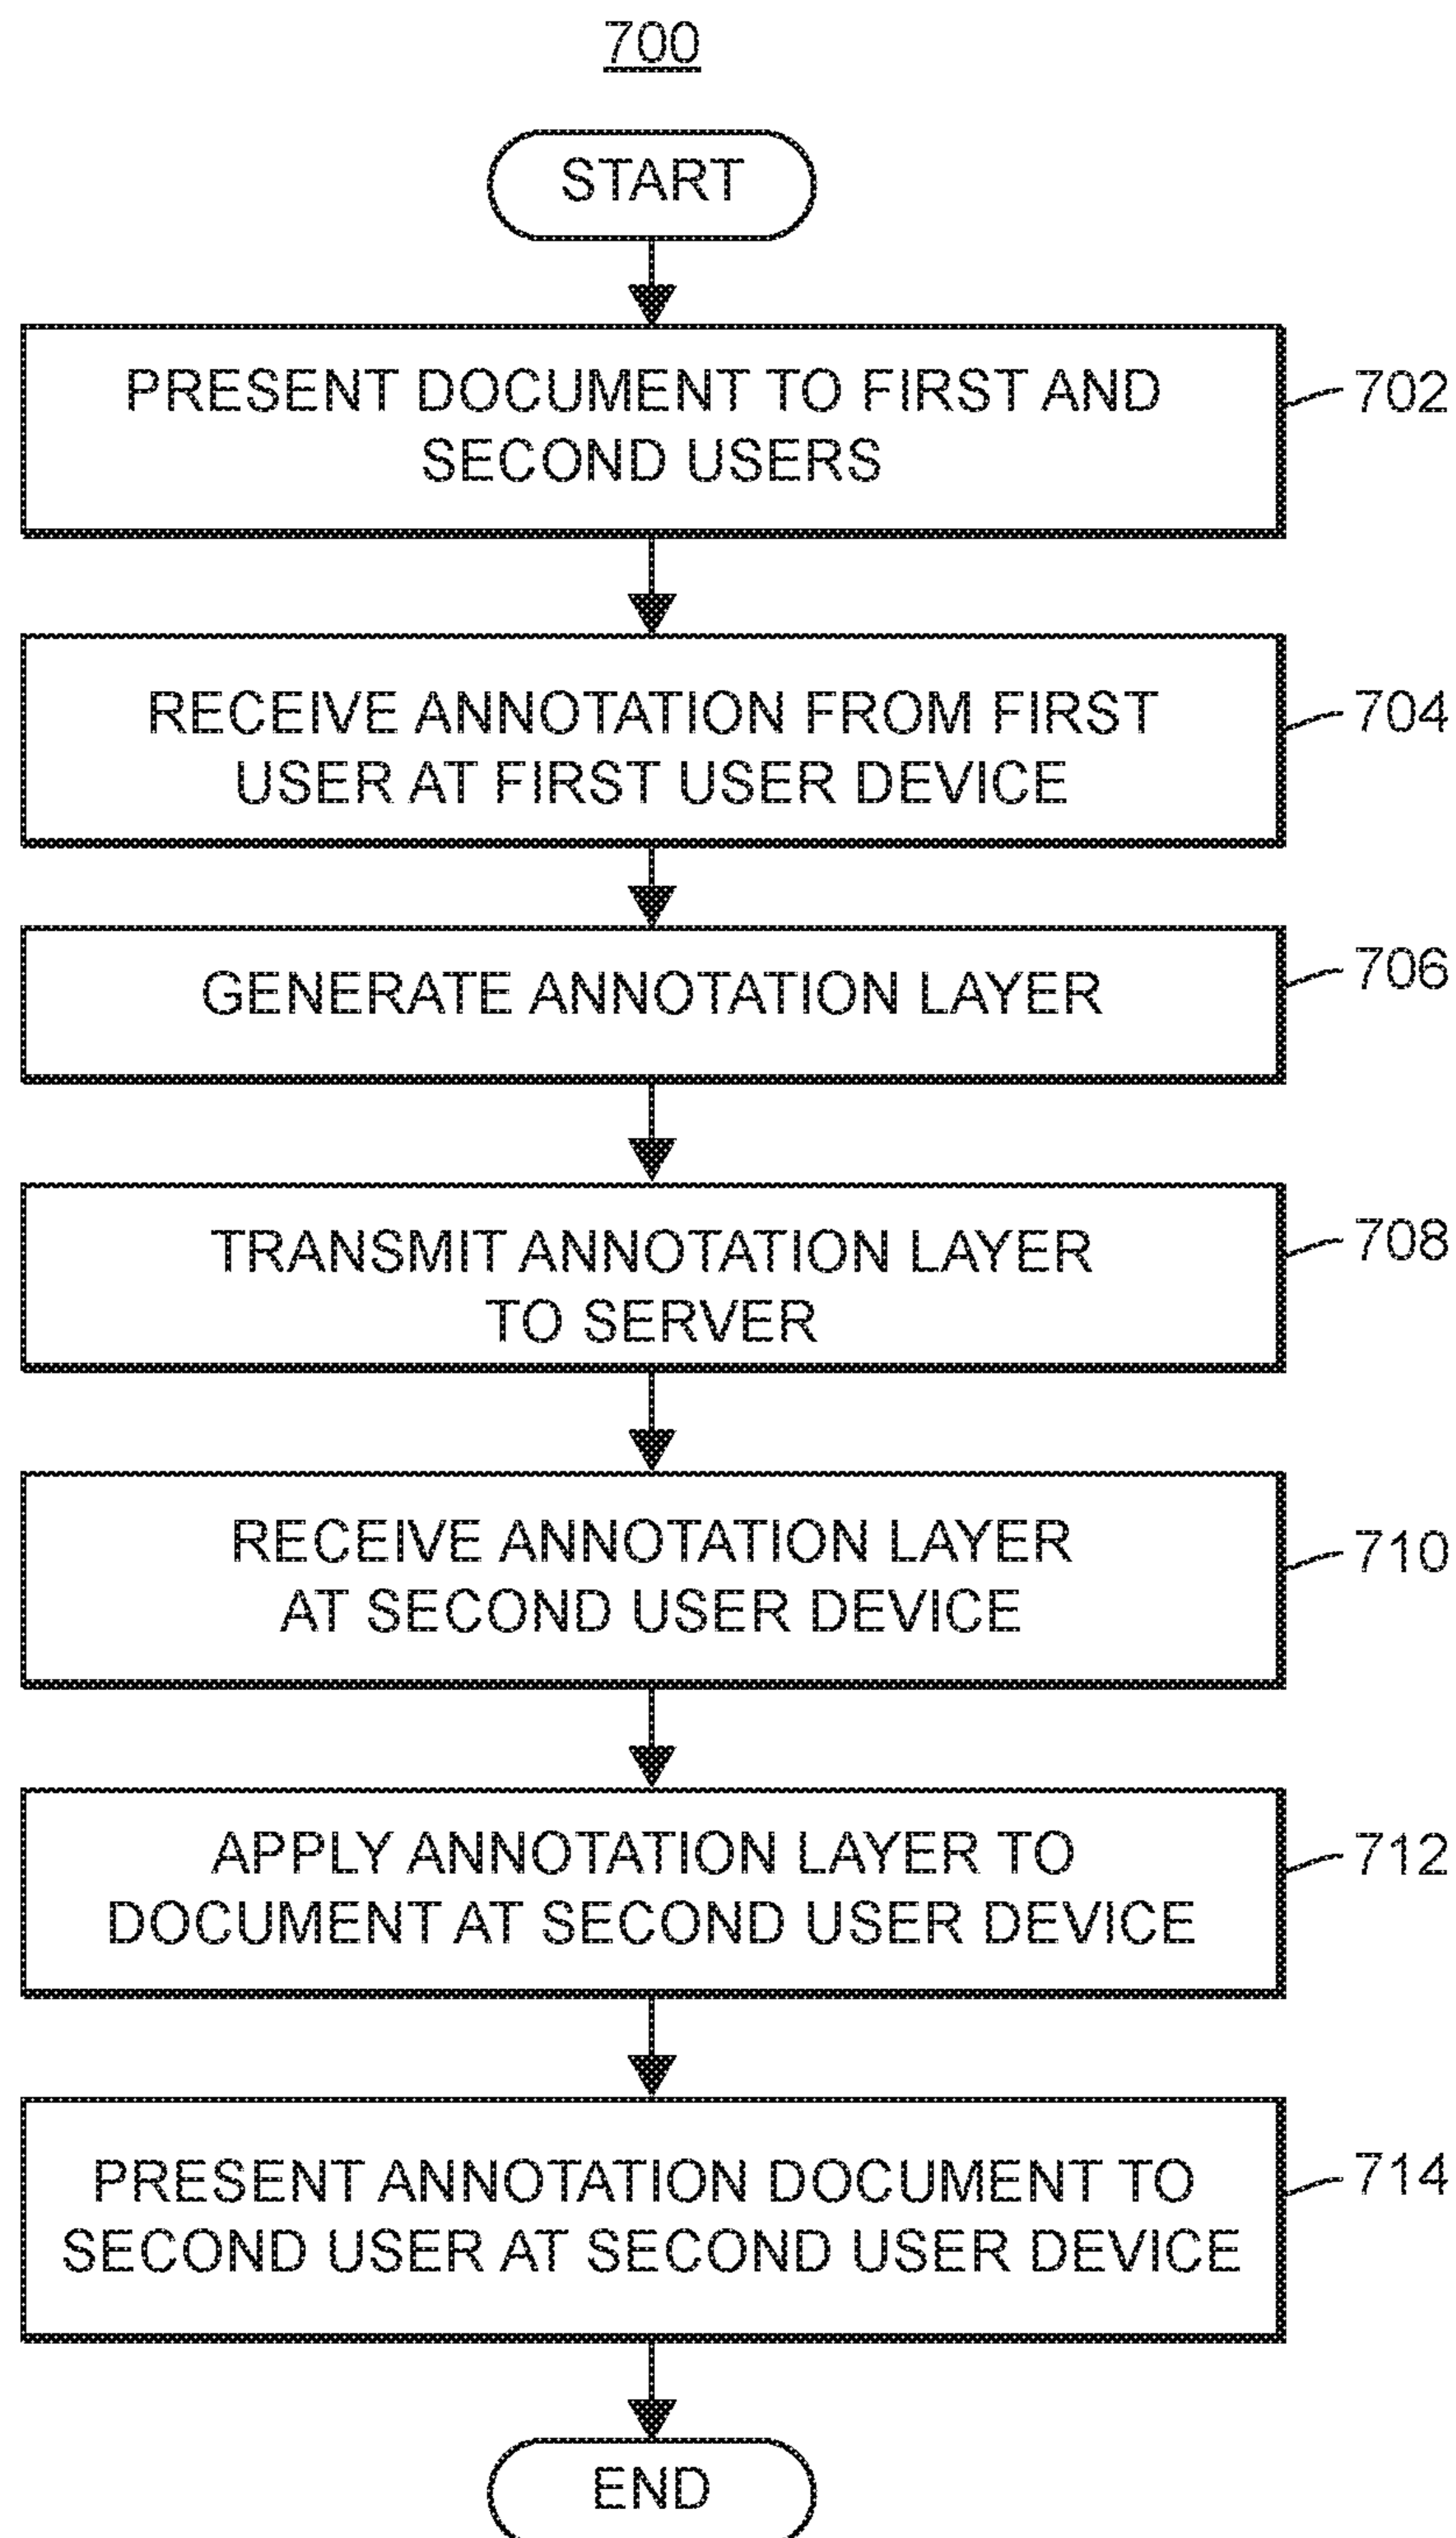 700
START
PRESENT DOCUMENT TO FIRST AND
SECOND USERS
702
RECEIVE ANNOTATION FROM FIRST
USER AT FIRST USER DEVICE
704
GENERATE ANNOTATION LAYER
706
TRANSMIT ANNOTATION LAYER
TO SERVER
708
RECEIVE ANNOTATION LAYER
AT SECOND USER DEVICE
710
APPLY ANNOTATION LAYER TO
DOCUMENT AT SECOND USER DEVICE
712
PRESENT ANNOTATION DOCUMENT TO
SECOND USER AT SECOND USER DEVICE
714
END